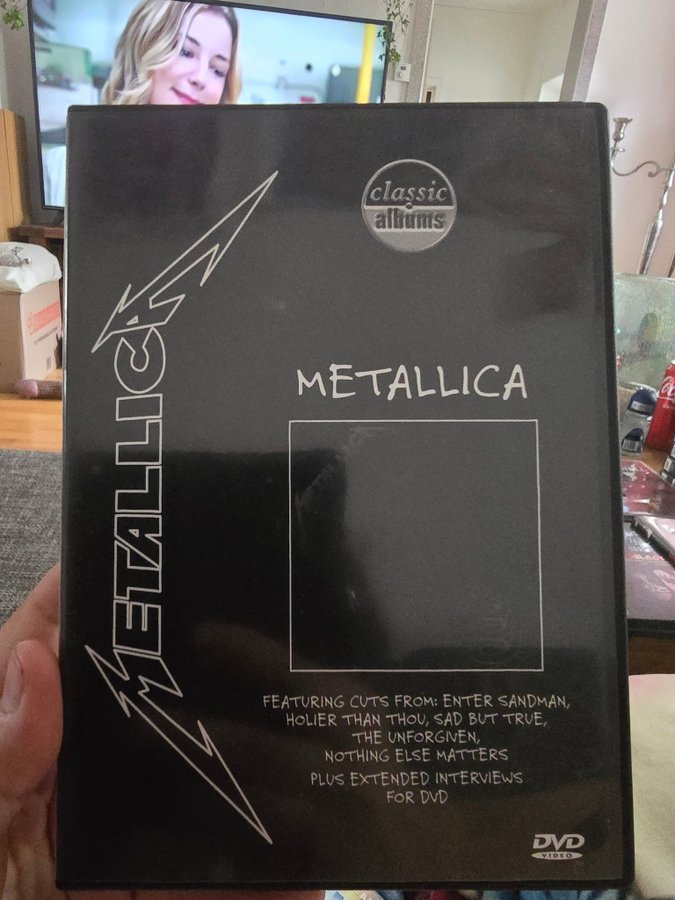 classic
albums
METALLICA
METALLICA
FEATURING CUTS FROM: ENTER SANDMAN,
HOLIER THAN THOU, SAD BUT TRUE,
THE UNFORGIVEN,
NOTHING ELSE MATTERS
PLUS EXTENDED INTERVIEWS
FOR DVD
DVD
VIDEO